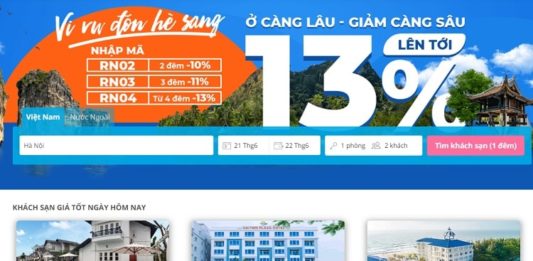 Vi vu đón hè sang
NHẬP MÃ
RN02 2 đêm -10%
RN03 3 đêm -11%
RN04 Từ 4 đêm -13%
Ở CÀNG LÂU - GIẢM CÀNG SÂU
LÊN TỚI
13%
Việt Nam Nước Ngoài
Hà Nội 21 Thg6 22 Thg6 1 phòng 2 khách Tìm khách sạn (1 đêm)
KHÁCH SẠN GIÁ TỐT NGÀY HÔM NAY